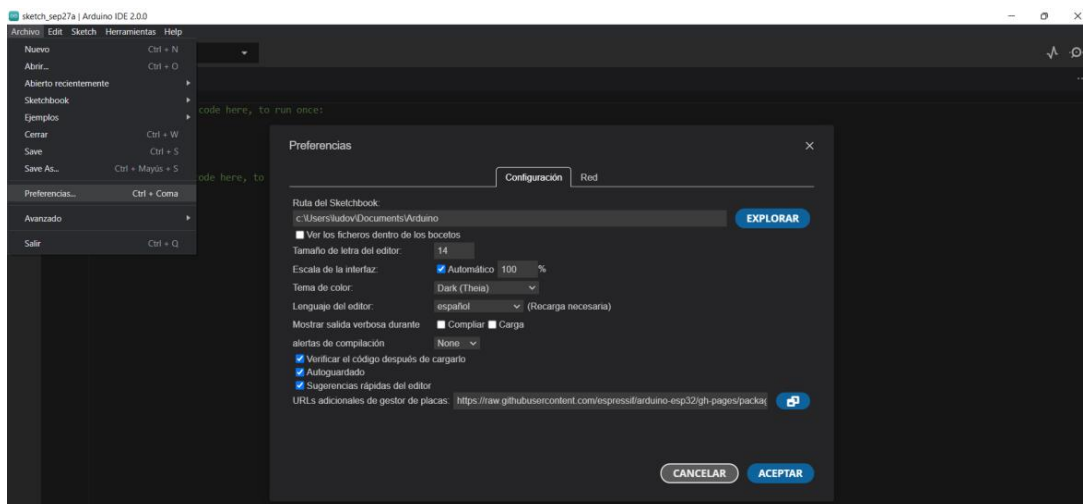 sketch_sep27a | Arduino IDE 2.0.0
Archivo Edit Sketch Herramientas Help
Nuevo Ctrl + N
Abrir... Ctrl + O
Abierto recientemente
Sketchbook
Ejemplos
Cerrar Ctrl + W
Save Ctrl + S
Save As... Ctrl + Mayús + S
Preferencias... Ctrl + Coma
Avanzado
Salir Ctrl + Q
code here, to run once:
ode here, to
Preferencias
Configuración Red
Ruta del Sketchbook:
c:\Users\ludov\Documents\Arduino EXPLORAR
Ver los ficheros dentro de los bocetos
Tamaño de letra del editor: 14
Escala de la interfaz: Automático 100 %
Tema de color: Dark (Theia)
Lenguaje del editor: español (Recarga necesaria)
Mostrar salida verbosa durante Compliar Carga
alertas de compilación None
Verificar el código después de cargarlo
Autoguardado
Sugerencias rápidas del editor
URLs adicionales de gestor de placas: https://raw.githubusercontent.com/espressif/arduino-esp32/gh-pages/packag
CANCELAR ACEPTAR